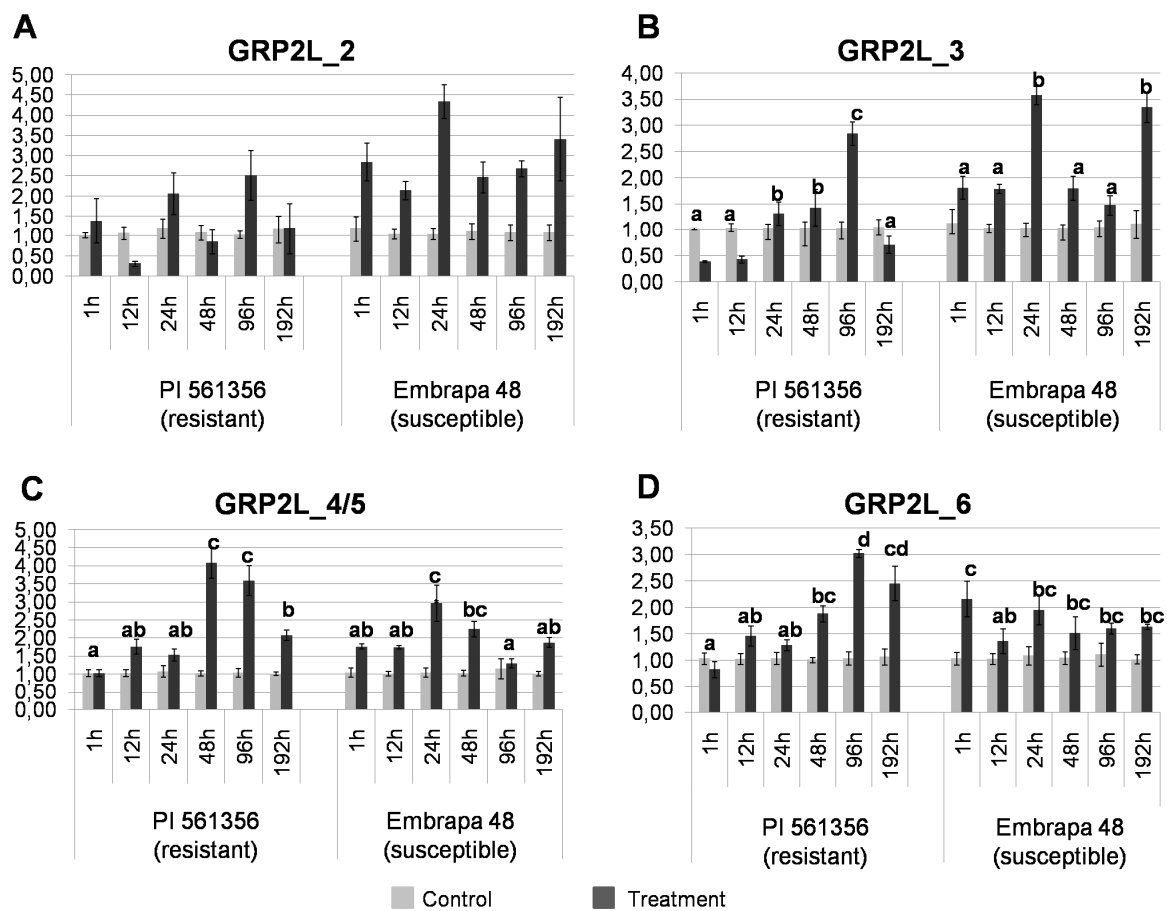 A
GRP2L_2
5,00
4,50
4,00
3,50
3,00
2,50
2,00
1,50
1,00
0,50
0,00
1h 12h 24h 48h 96h 192h 1h 12h 24h 48h 96h 192h
PI 561356 Embrapa 48
(resistant) (susceptible)
B
GRP2L_3
4,00
3,50
3,00
2,50
2,00
1,50
1,00
0,50
0,00
a a b b c a a a b a a b
1h 12h 24h 48h 96h 192h 1h 12h 24h 48h 96h 192h
PI 561356 Embrapa 48
(resistant) (susceptible)
C
GRP2L_4/5
5,00
4,50
4,00
3,50
3,00
2,50
2,00
1,50
1,00
0,50
0,00
a ab ab c c b ab ab c bc a ab
1h 12h 24h 48h 96h 192h 1h 12h 24h 48h 96h 192h
PI 561356 Embrapa 48
(resistant) (susceptible)
D
GRP2L_6
3,50
3,00
2,50
2,00
1,50
1,00
0,50
0,00
a ab ab bc d cd c ab bc bc bc bc
1h 12h 24h 48h 96h 192h 1h 12h 24h 48h 96h 192h
PI 561356 Embrapa 48
(resistant) (susceptible)
Control Treatment